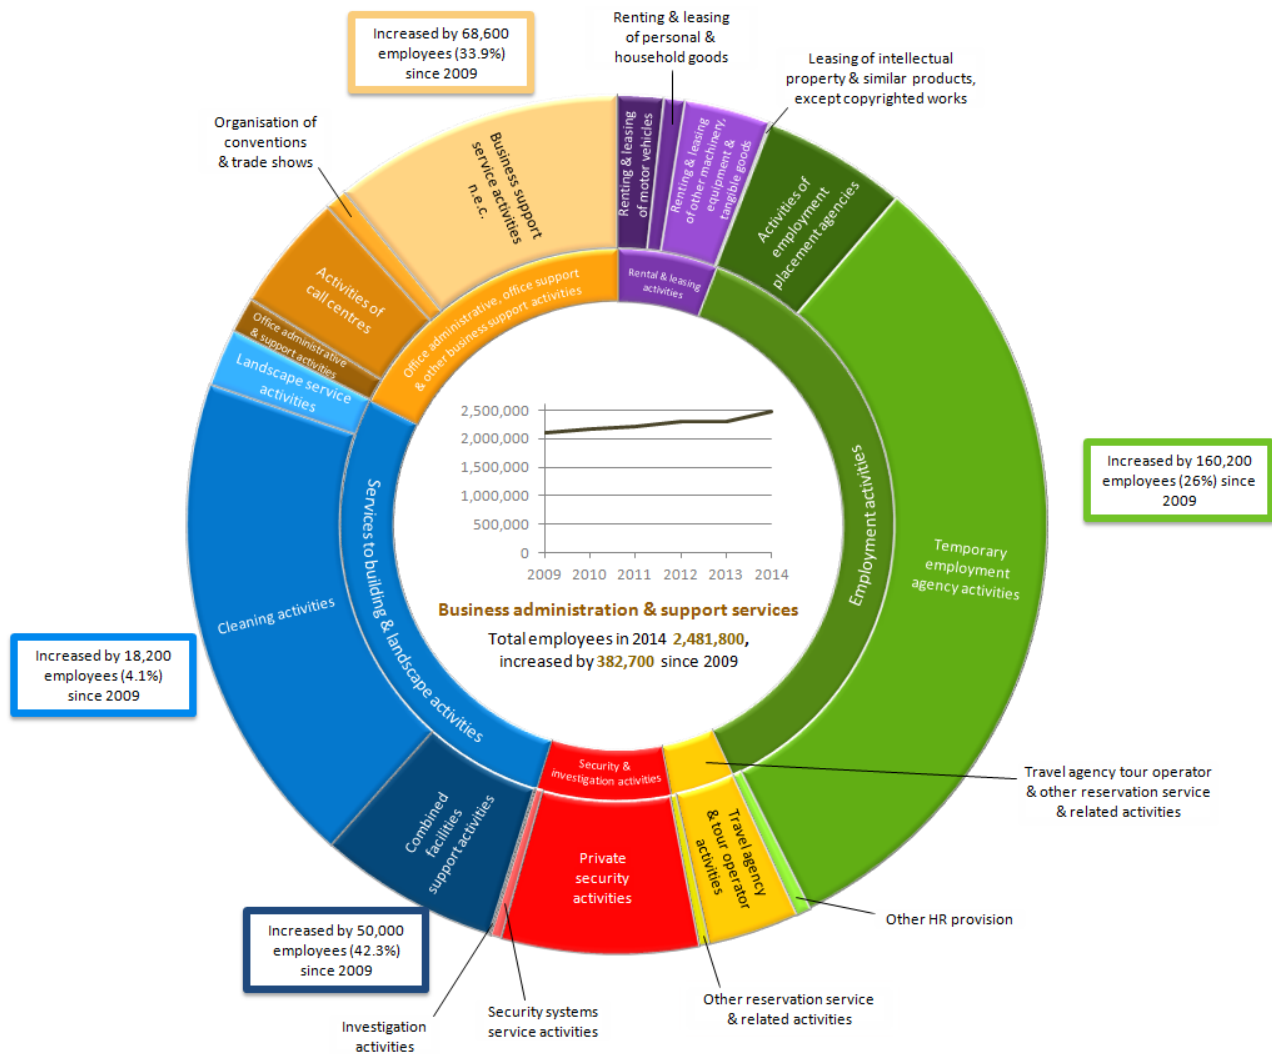 Increased by 68,600
employees (33.9%)
since 2009
Renting & leasing
of personal &
household goods
Leasing of intellectual
property & similar products,
except copyrighted works
Organisation of
conventions
& trade shows
Business support
service activities
n.e.c.
Renting & leasing
of motor vehicles
Renting & leasing
of other machinery,
equipment &
tangible goods
Activities of
employment
placement agencies
Activities of
call centres
Office administrative
& support activities
Office administrative, office support
& other business support activities
Rental & leasing
activities
Landscape service
activities
Services to building & landscape activities
Employment activities
2,500,000
2,000,000
1,500,000
1,000,000
500,000
0
2009 2010 2011 2012 2013 2014
Business administration & support services
Total employees in 2014 2,481,800,
increased by 382,700 since 2009
Increased by 160,200
employees (26%) since
2009
Temporary
employment
agency activities
Cleaning activities
Increased by 18,200
employees (4.1%)
since 2009
Security &
investigation activities
Travel agency tour operator
& other reservation service
& related activities
Combined
facilities
support activities
Private
security
activities
Travel agency
& tour operator
activities
Other HR provision
Increased by 50,000
employees (42.3%)
since 2009
Investigation
activities
Security systems
service activities
Other reservation service
& related activities